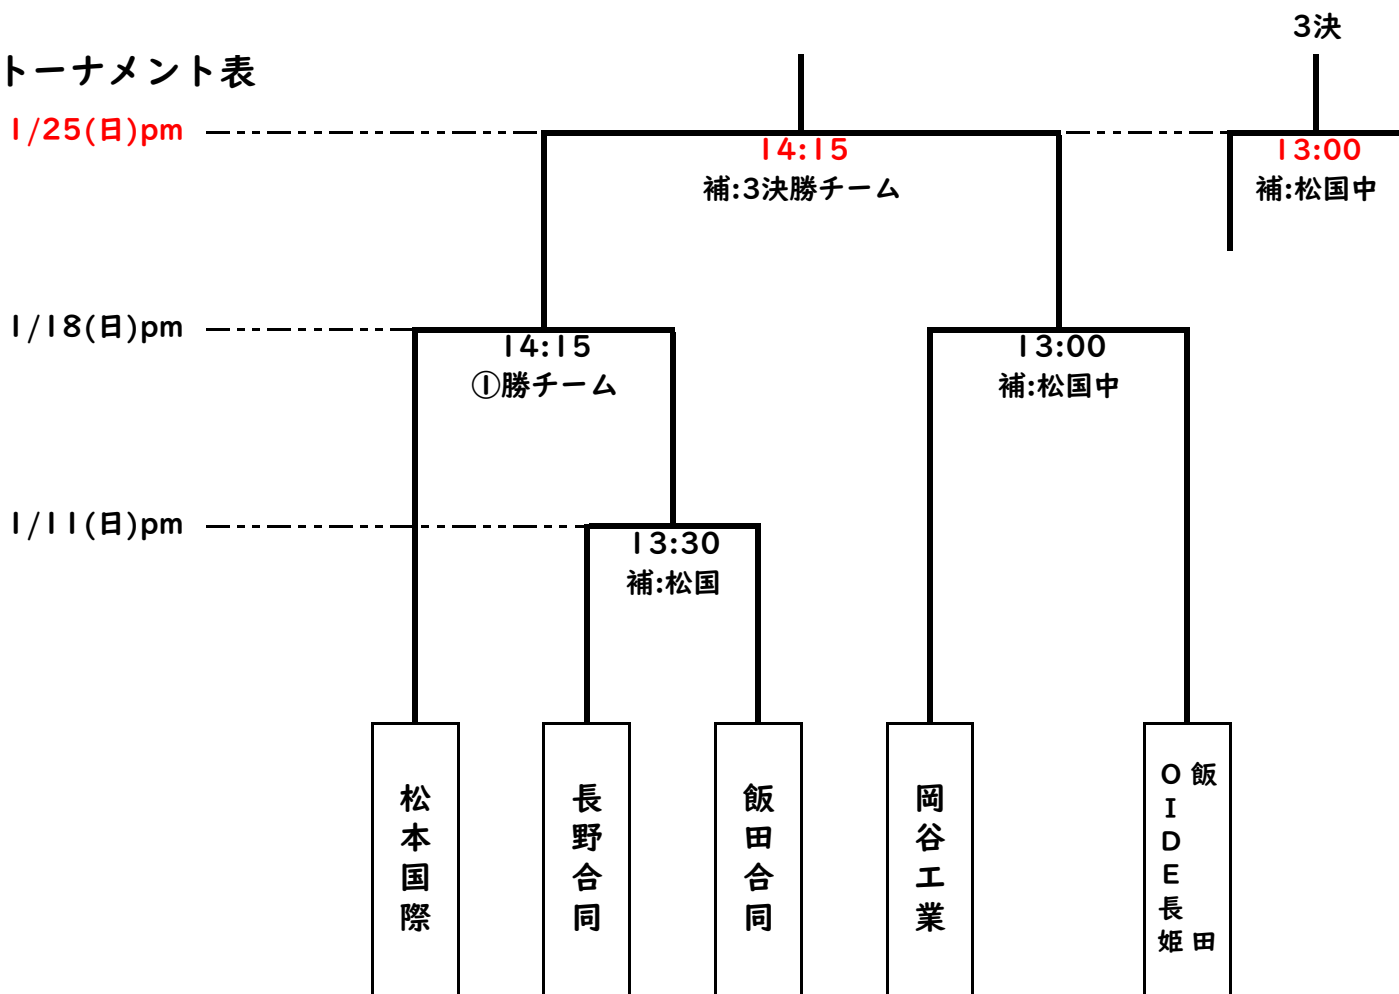 3決
トーナメント表
1/25(日)pm
14:15
補:3決勝チーム
13:00
補:松国中
1/18(日)pm
14:15
①勝チーム
13:00
補:松国中
1/11(日)pm
13:30
補:松国
松本国際
長野合同
飯田合同
岡谷工業
飯田
OIDE長姫